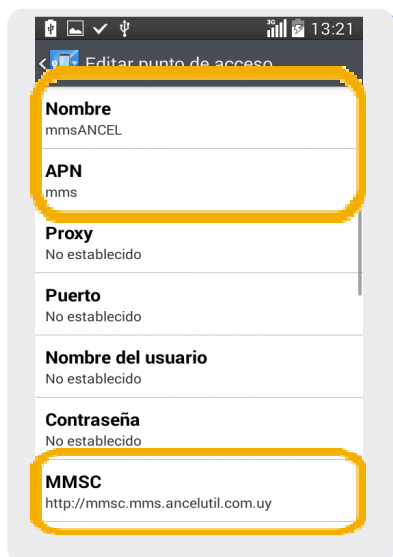 3G 13:21
Editar punto de acceso
Nombre
mmsANCEL
APN
mms
Proxy
No establecido
Puerto
No establecido
Nombre del usuario
No establecido
Contraseña
No establecido
MMSC
http://mmsc.mms.ancelutil.com.uy